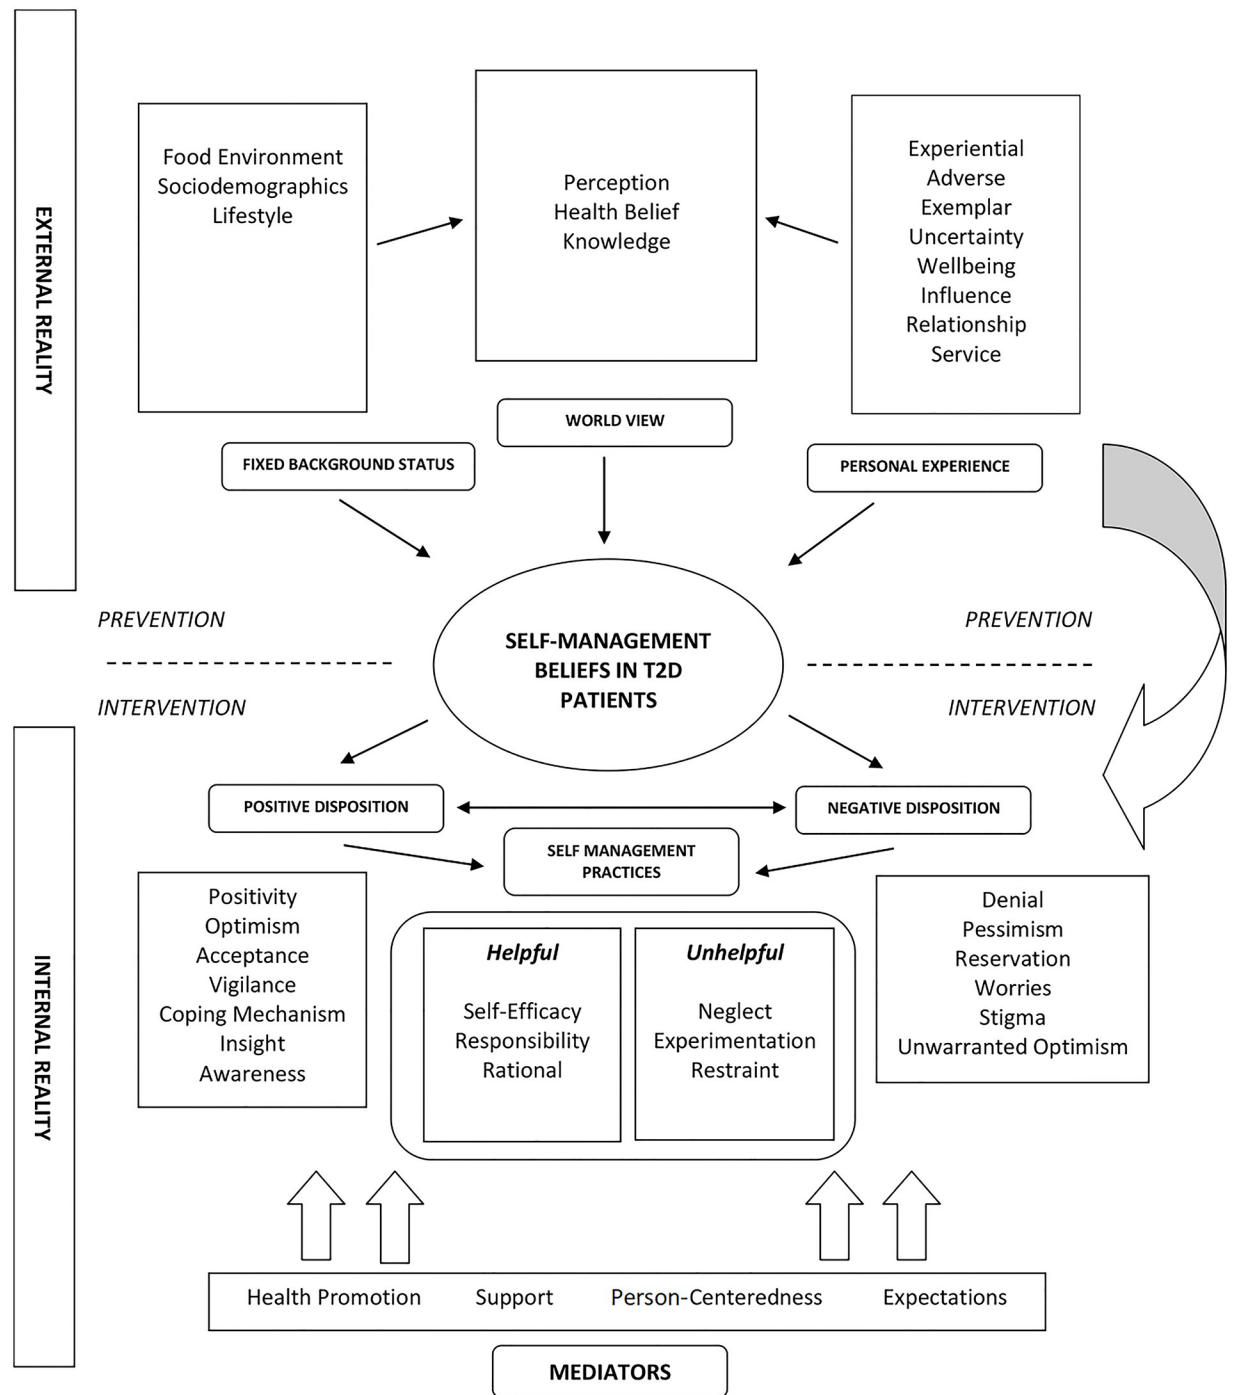 EXTERNAL REALITY
Food Environment
Sociodemographics
Lifestyle
Perception
Health Belief
Knowledge
Experiential
Adverse
Exemplar
Uncertainty
Wellbeing
Influence
Relationship
Service
FIXED BACKGROUND STATUS
WORLD VIEW
PERSONAL EXPERIENCE
PREVENTION
PREVENTION
SELF-MANAGEMENT
BELIEFS IN T2D
PATIENTS
INTERVENTION
INTERVENTION
INTERNAL REALITY
POSITIVE DISPOSITION
NEGATIVE DISPOSITION
SELF MANAGEMENT
PRACTICES
Positivity
Optimism
Acceptance
Vigilance
Coping Mechanism
Insight
Awareness
Helpful
Self-Efficacy
Responsibility
Rational
Unhelpful
Neglect
Experimentation
Restraint
Denial
Pessimism
Reservation
Worries
Stigma
Unwarranted Optimism
Health Promotion Support Person-Centeredness Expectations
MEDIATORS